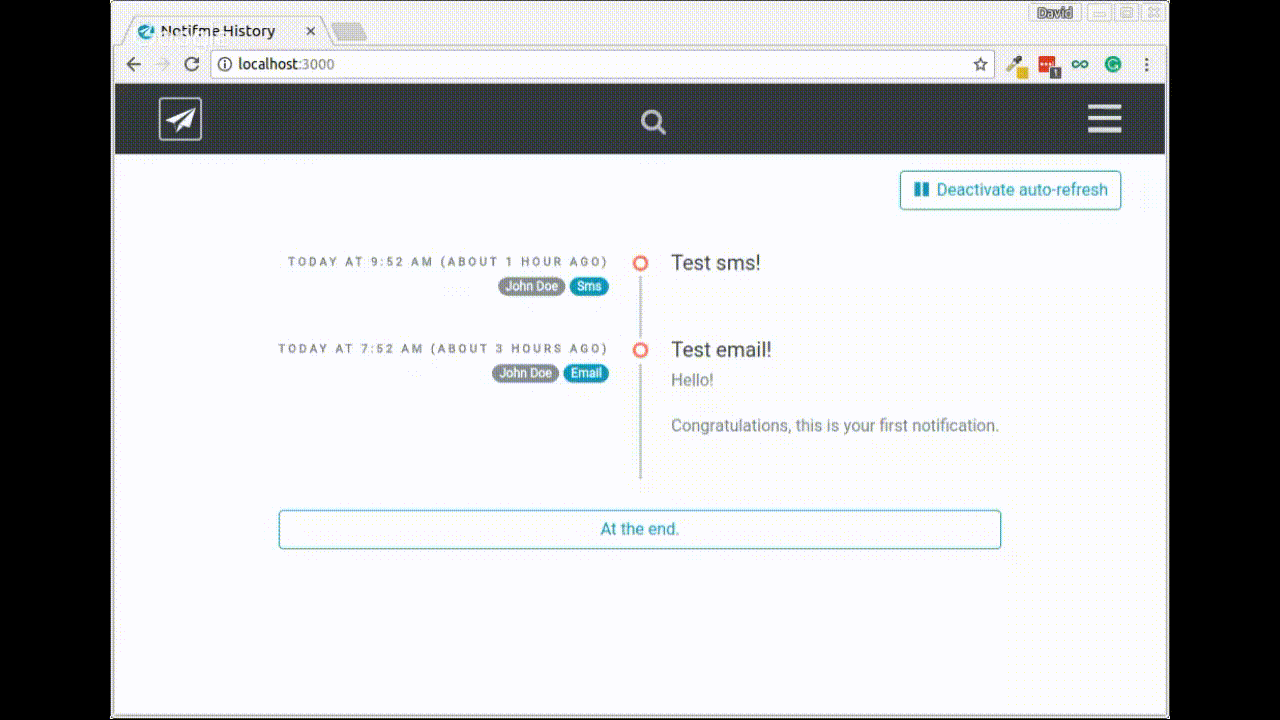 David
Notifme History
localhost:3000
1
Deactivate auto-refresh
TODAY AT 9:52 AM (ABOUT 1 HOUR AGO)
Test sms!
John Doe Sms
TODAY AT 7:52 AM (ABOUT 3 HOURS AGO)
Test email!
John Doe Email
Hello!
Congratulations, this is your first notification.
At the end.